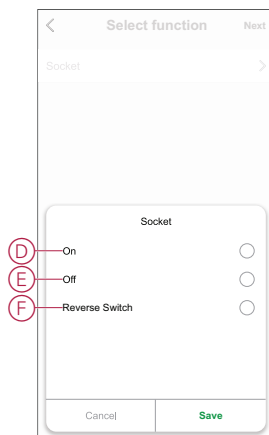 Select function Next
Socket
Socket
D On
E Off
F Reverse Switch
Cancel Save